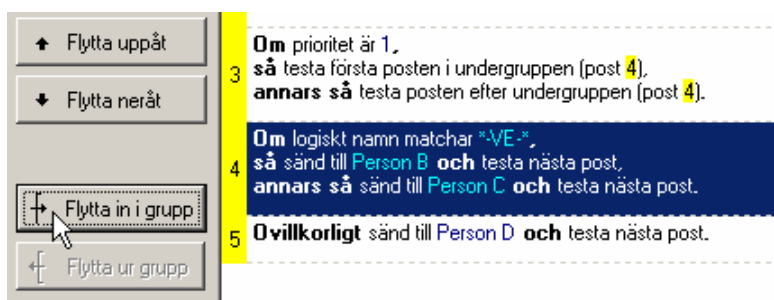 Flytta uppåt
Flytta neråt
Flytta in i grupp
Flytta ur grupp
3
Om prioritet är 1,
så testa första posten i undergruppen (post 4),
annars så testa posten efter undergruppen (post 4).
4
Om logiskt namn matchar *-VE-*,
så sänd till Person B och testa nästa post,
annars så sänd till Person C och testa nästa post.
5
Ovillkorligt sänd till Person D och testa nästa post.